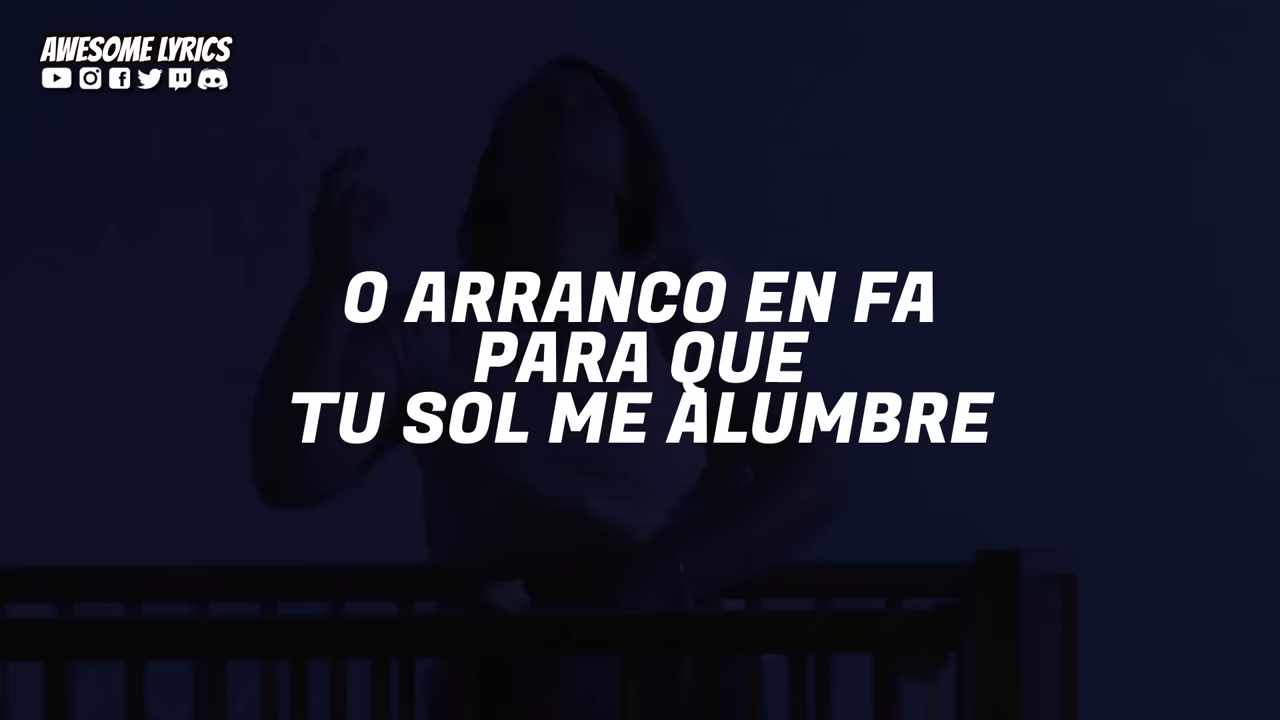 AWESOME LYRICS
O ARRANCO EN FA
PARA QUE
TU SOL ME ALUMBRE